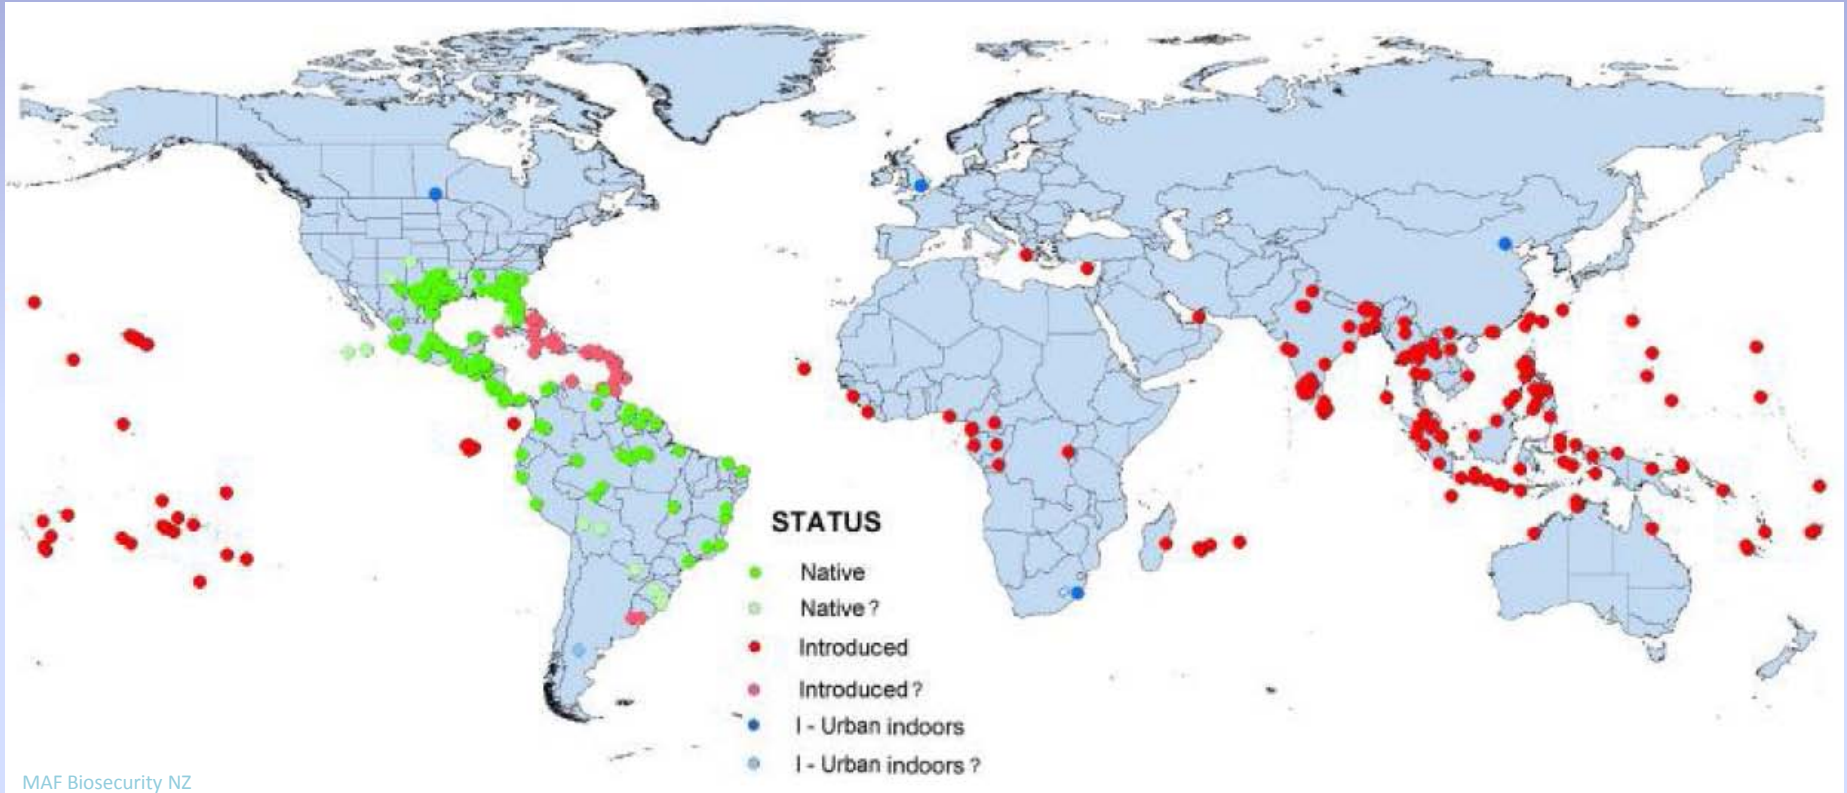 STATUS
Native
Native ?
Introduced
Introduced ?
I - Urban indoors
I - Urban indoors ?
MAF Biosecurity NZ